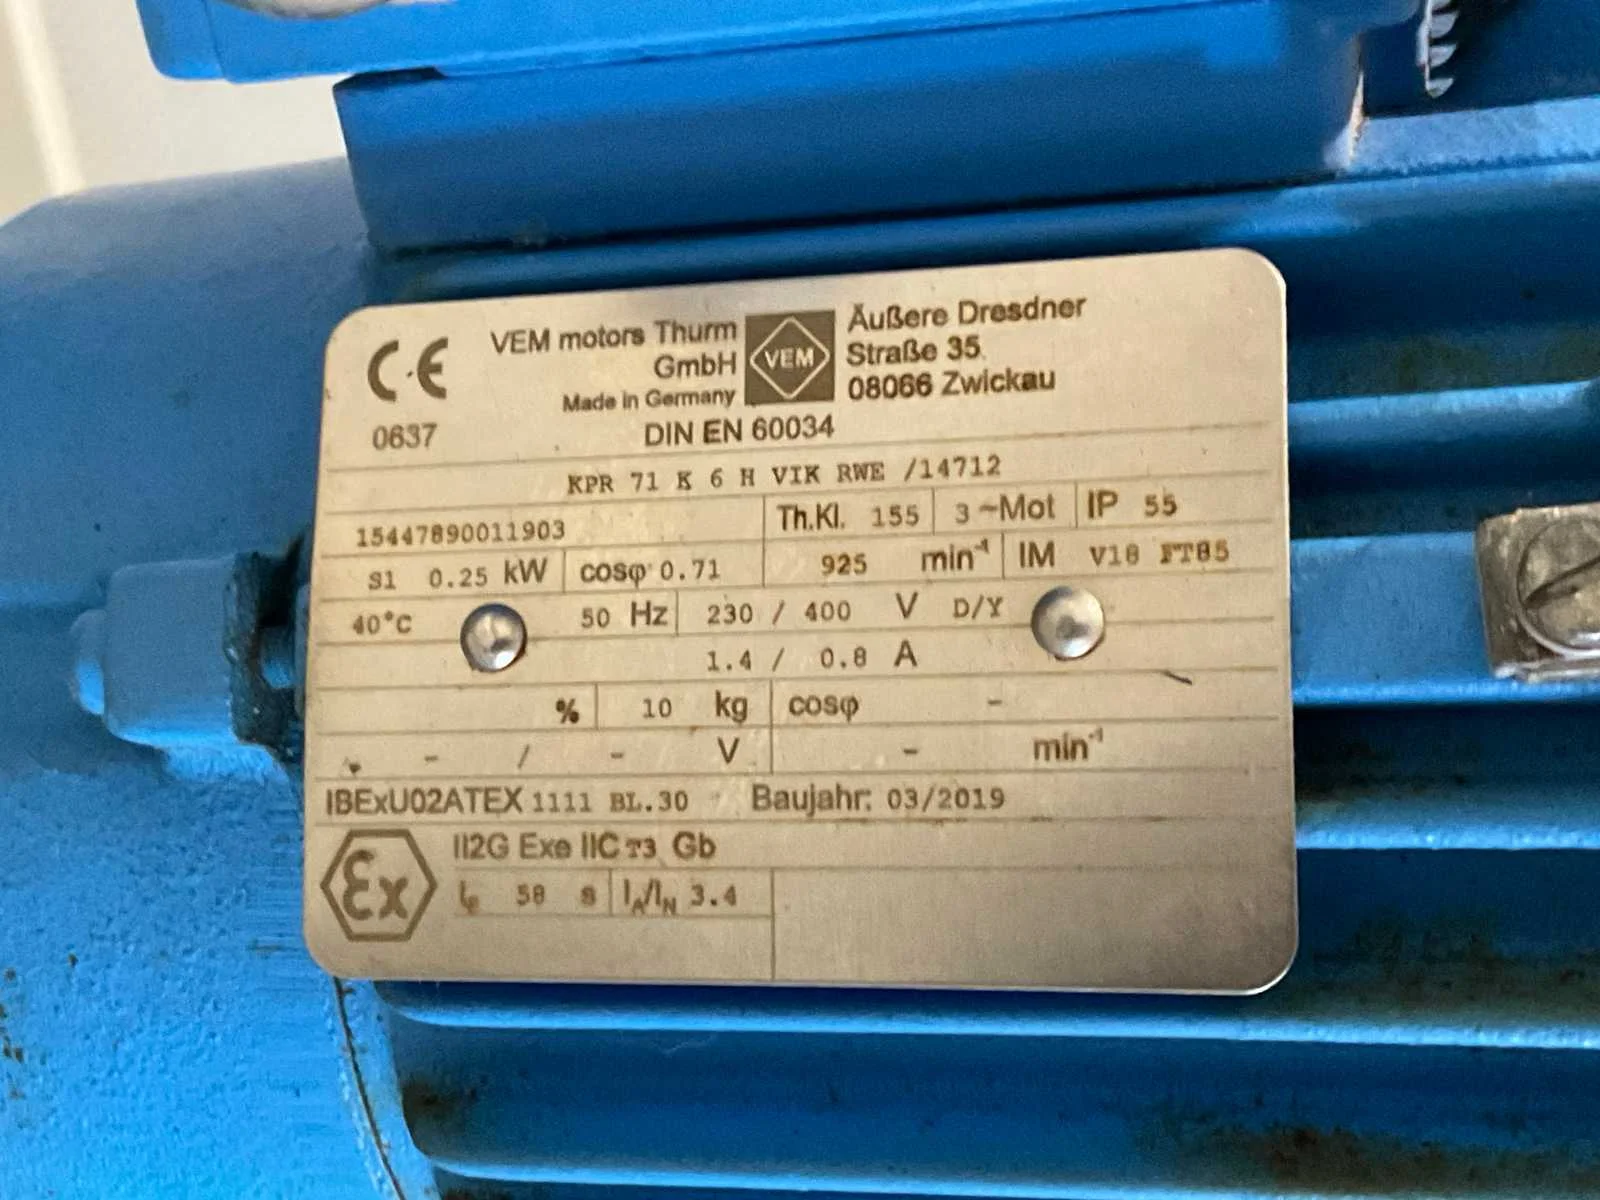 CE
0637
VEM motors Thurm
GmbH
Made in Germany
VEM
Äußere Dresdner
Straße 35
08066 Zwickau
DIN EN 60034
KPR 71 K 6 H VIK RWE /14712
15447890011903 Th.Kl. 155 3~Mot IP 55
S1 0.25 kW cosφ 0.71 925 min⁻¹ IM V18 FT85
40°C 50 Hz 230 / 400 V D/Y
1.4 / 0.8 A
% 10 kg cosφ -
- / - V - min⁻¹
IBExU02ATEX 1111 BL.30 Baujahr: 03/2019
Ex
II2G Exe IIC T3 Gb
tₑ 58 s I_A/I_N 3.4